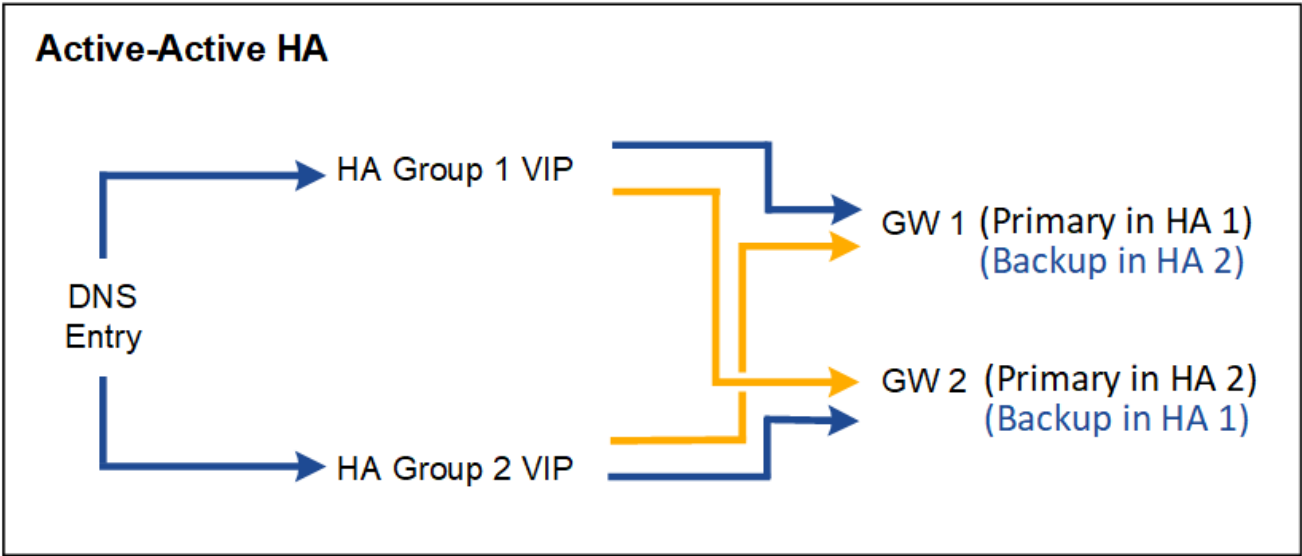 Active-Active HA
HA Group 1 VIP
GW 1 (Primary in HA 1)
(Backup in HA 2)
DNS
Entry
GW 2 (Primary in HA 2)
(Backup in HA 1)
HA Group 2 VIP